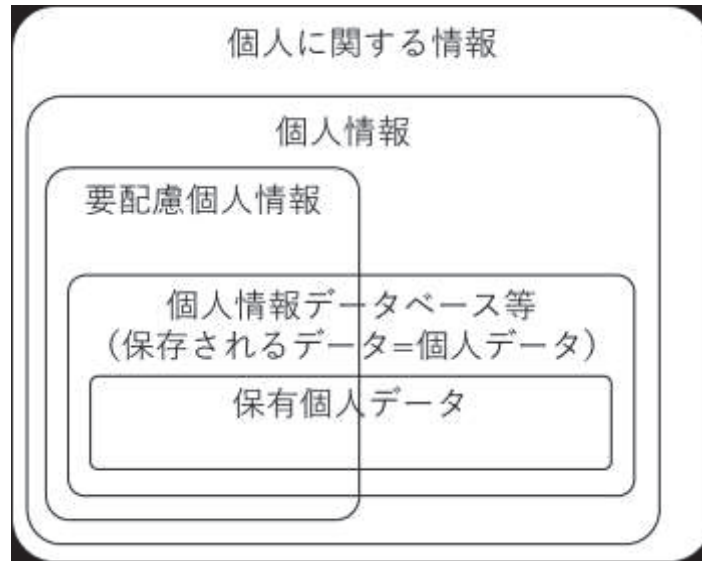 個人に関する情報
個人情報
要配慮個人情報
個人情報データベース等
（保存されるデータ=個人データ）
保有個人データ